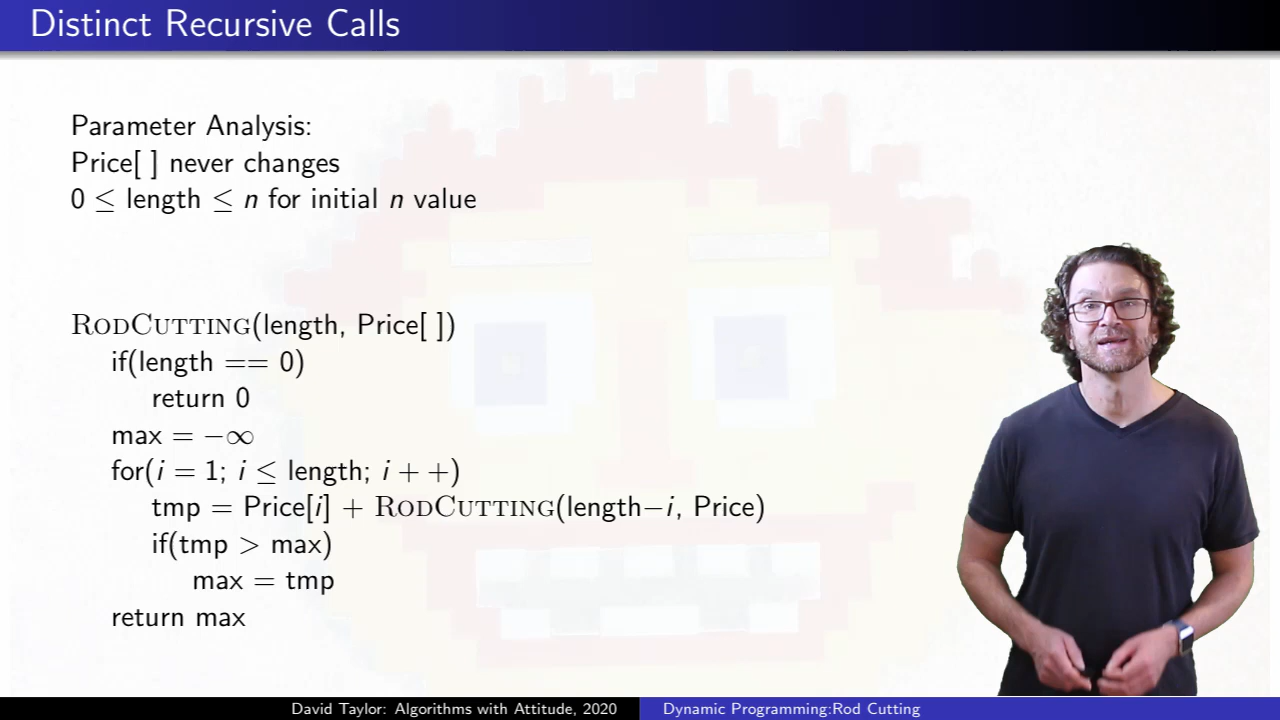 Distinct Recursive Calls
Parameter Analysis:
Price[ ] never changes
0 ≤ length ≤ n for initial n value
RODCUTTING(length, Price[ ])
if(length == 0)
return 0
max = −∞
for(i = 1; i ≤ length; i + +)
tmp = Price[i] + RODCUTTING(length−i, Price)
if(tmp > max)
max = tmp
return max
David Taylor: Algorithms with Attitude, 2020
Dynamic Programming:Rod Cutting